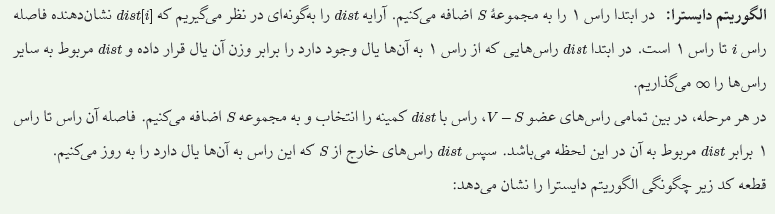 الگوریتم دایسترا: در ابتدا راس ۱ را به مجموعهٔ S اضافه می‌کنیم. آرایه dist را به‌گونه‌ای در نظر می‌گیریم که dist[i] نشان‌دهنده فاصله
راس i تا راس ۱ است. در ابتدا dist راس‌هایی که از راس ۱ به آن‌ها یال وجود دارد را برابر وزن آن یال قرار داده و dist مربوط به سایر
راس‌ها را ∞ می‌گذاریم.
در هر مرحله، در بین تمامی راس‌های عضو V − S، راس با dist کمینه را انتخاب و به مجموعه S اضافه می‌کنیم. فاصله آن راس تا راس
۱ برابر dist مربوط به آن در این لحظه می‌باشد. سپس dist راس‌های خارج از S که این راس به آن‌ها یال دارد را به روز می‌کنیم.
قطعه کد زیر چگونگی الگوریتم دایسترا را نشان می‌دهد: